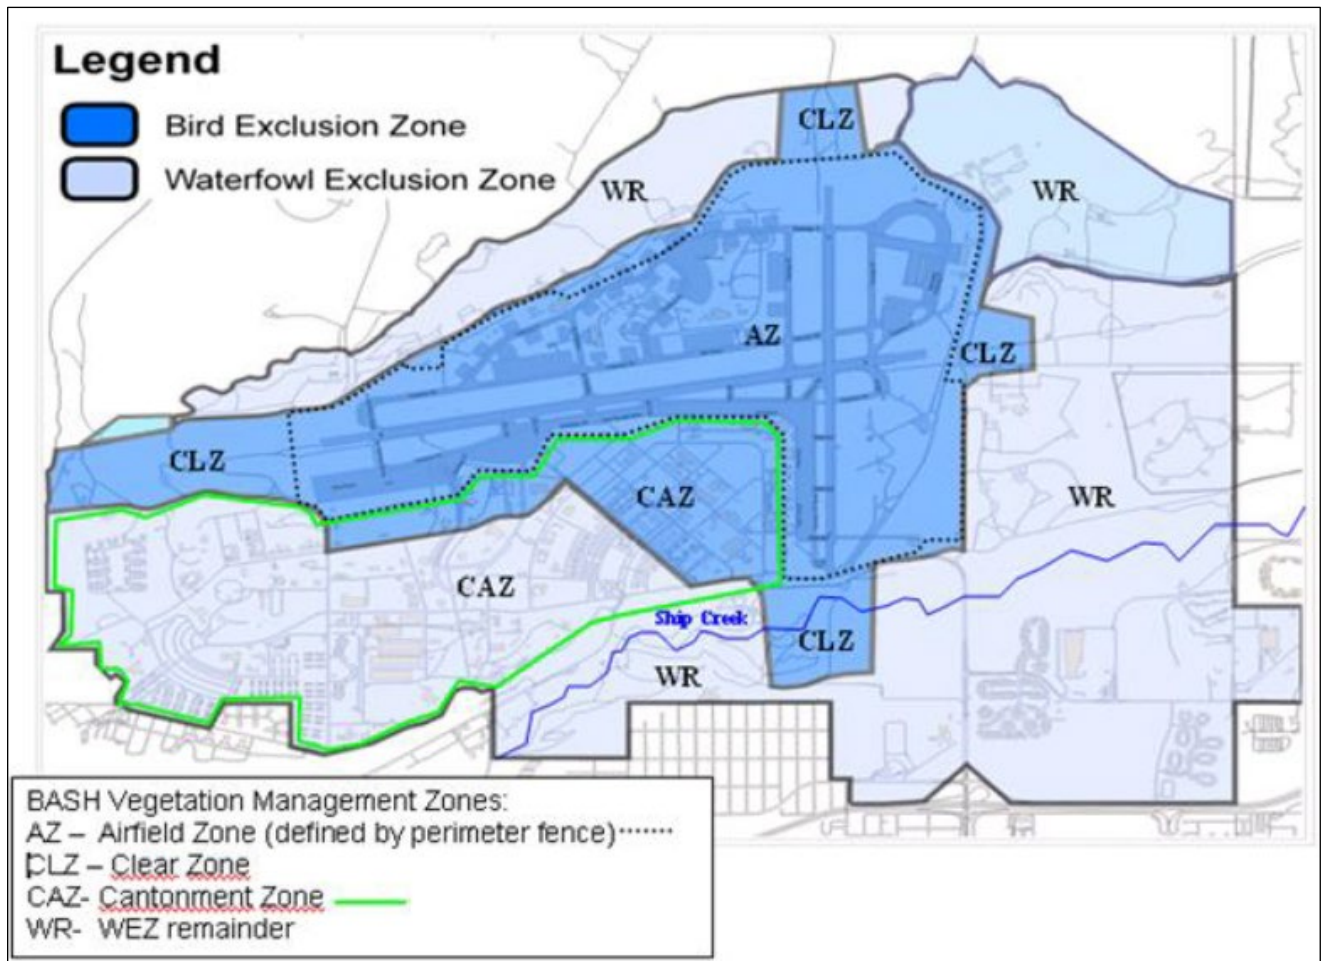 Legend
Bird Exclusion Zone
Waterfowl Exclusion Zone
CLZ
WR
WR
AZ
CLZ
CLZ
CAZ
WR
CAZ
Ship Creek
CLZ
WR
BASH Vegetation Management Zones:
AZ – Airfield Zone (defined by perimeter fence)
CLZ – Clear Zone
CAZ- Cantonment Zone
WR- WEZ remainder